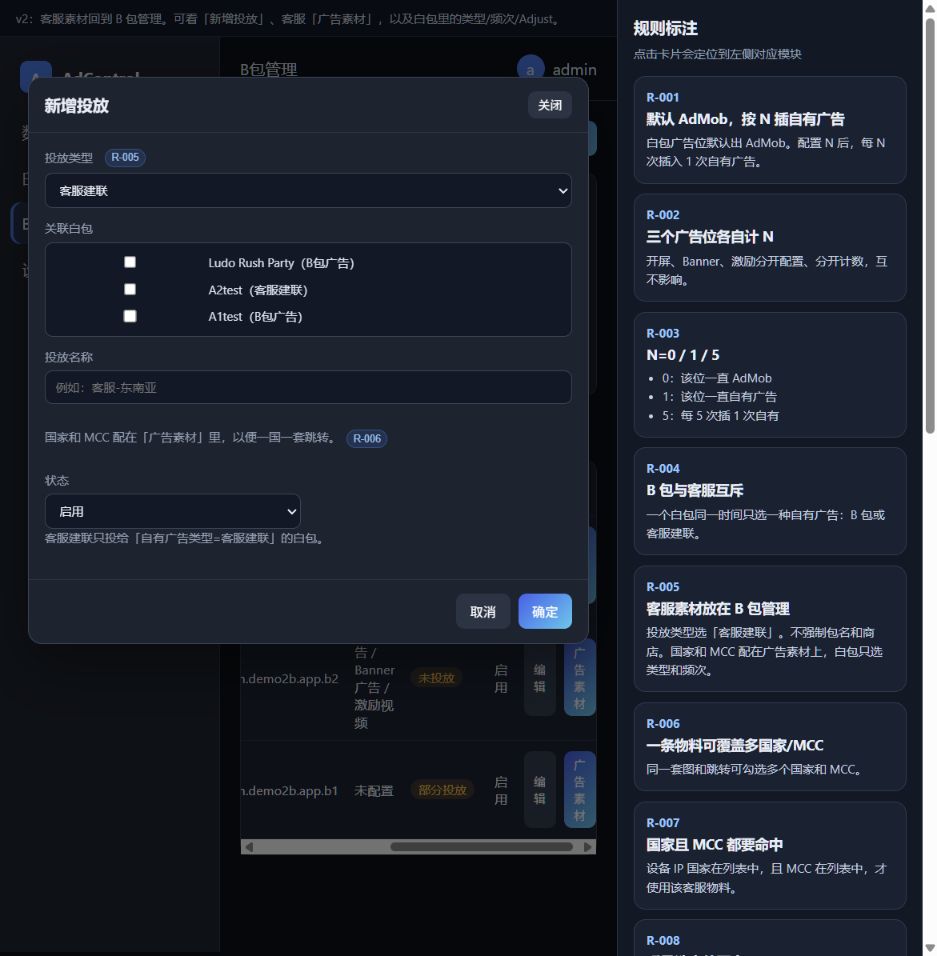 v2：客服素材回到 B 包管理。可看「新增投放」、客服「广告素材」，以及白包里的类型/频次/Adjust。
A
AdControl
B包管理
a
admin
新增投放
关闭
投放类型
R-005
客服建联
关联白包
Ludo Rush Party（B包广告）
A2test（客服建联）
A1test（B包广告）
投放名称
例如：客服-东南亚
国家和 MCC 配在「广告素材」里，以便一国一套跳转。
R-006
状态
启用
客服建联只投给「自有广告类型=客服建联」的白包。
取消
确定
n.demo2b.app.b2
告 /
Banner
广告 /
激励视
频
未投放
启
用
编
辑
广
告
素
材
n.demo2b.app.b1
未配置
部分投放
启
用
编
辑
广
告
素
材
规则标注
点击卡片会定位到左侧对应模块
R-001
默认 AdMob，按 N 插自有广告
白包广告位默认出 AdMob。配置 N 后，每 N
次插入 1 次自有广告。
R-002
三个广告位各自计 N
开屏、Banner、激励分开配置、分开计数，互
不影响。
R-003
N=0 / 1 / 5
• 0：该位一直 AdMob
• 1：该位一直自有广告
• 5：每 5 次插 1 次自有
R-004
B 包与客服互斥
一个白包同一时间只选一种自有广告：B 包或
客服建联。
R-005
客服素材放在 B 包管理
投放类型选「客服建联」。不强制包名和商
店。国家和 MCC 配在广告素材上，白包只选
类型和频次。
R-006
一条物料可覆盖多国家/MCC
同一套图和跳转可勾选多个国家和 MCC。
R-007
国家且 MCC 都要命中
设备 IP 国家在列表中，且 MCC 在列表中，才
使用该客服物料。
R-008